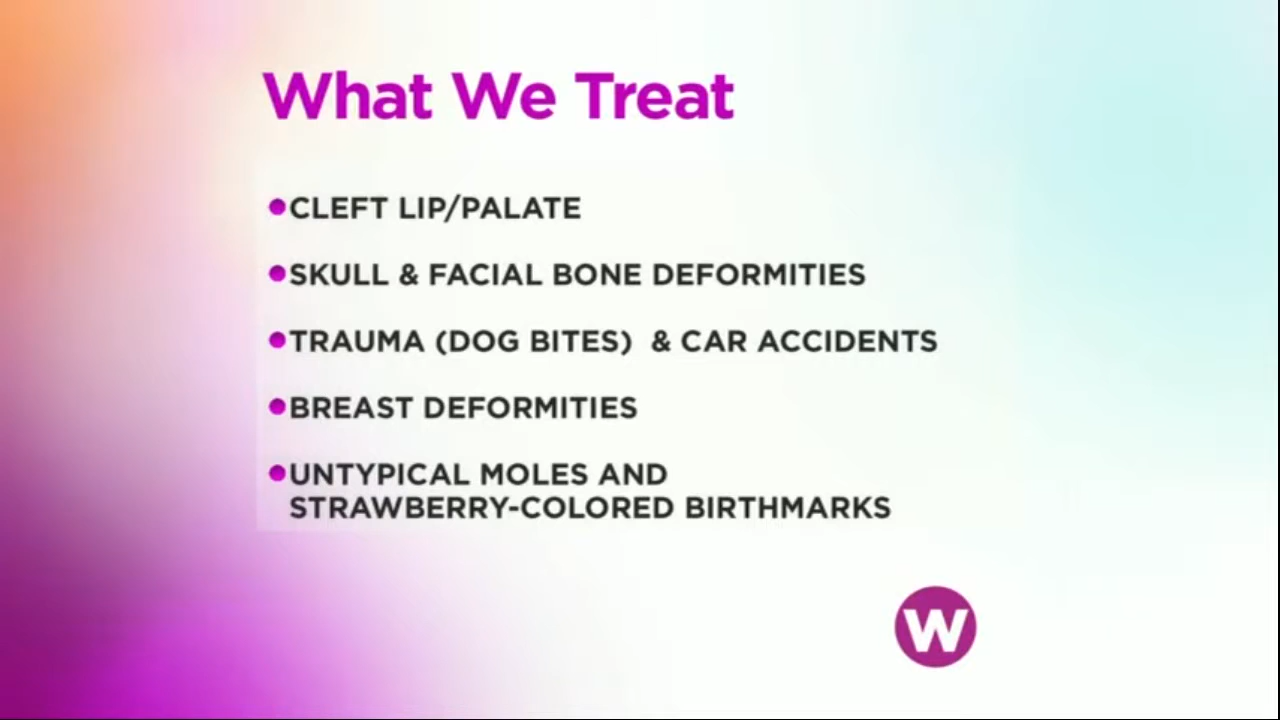 What We Treat
•CLEFT LIP/PALATE
•SKULL & FACIAL BONE DEFORMITIES
•TRAUMA (DOG BITES)  & CAR ACCIDENTS
•BREAST DEFORMITIES
•UNTYPICAL MOLES AND
STRAWBERRY-COLORED BIRTHMARKS
W